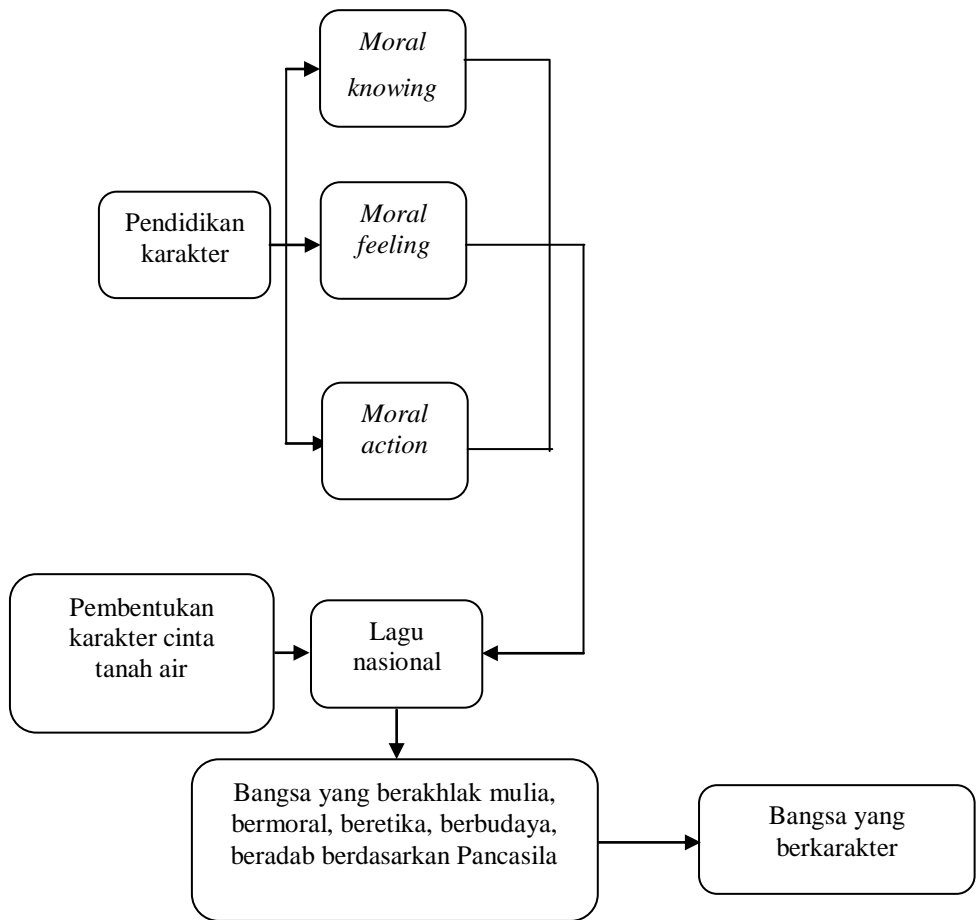 Moral
knowing
Pendidikan
karakter
Moral
feeling
Moral
action
Pembentukan
karakter cinta
tanah air
Lagu
nasional
Bangsa yang berakhlak mulia,
bermoral, beretika, berbudaya,
beradab berdasarkan Pancasila
Bangsa yang
berkarakter